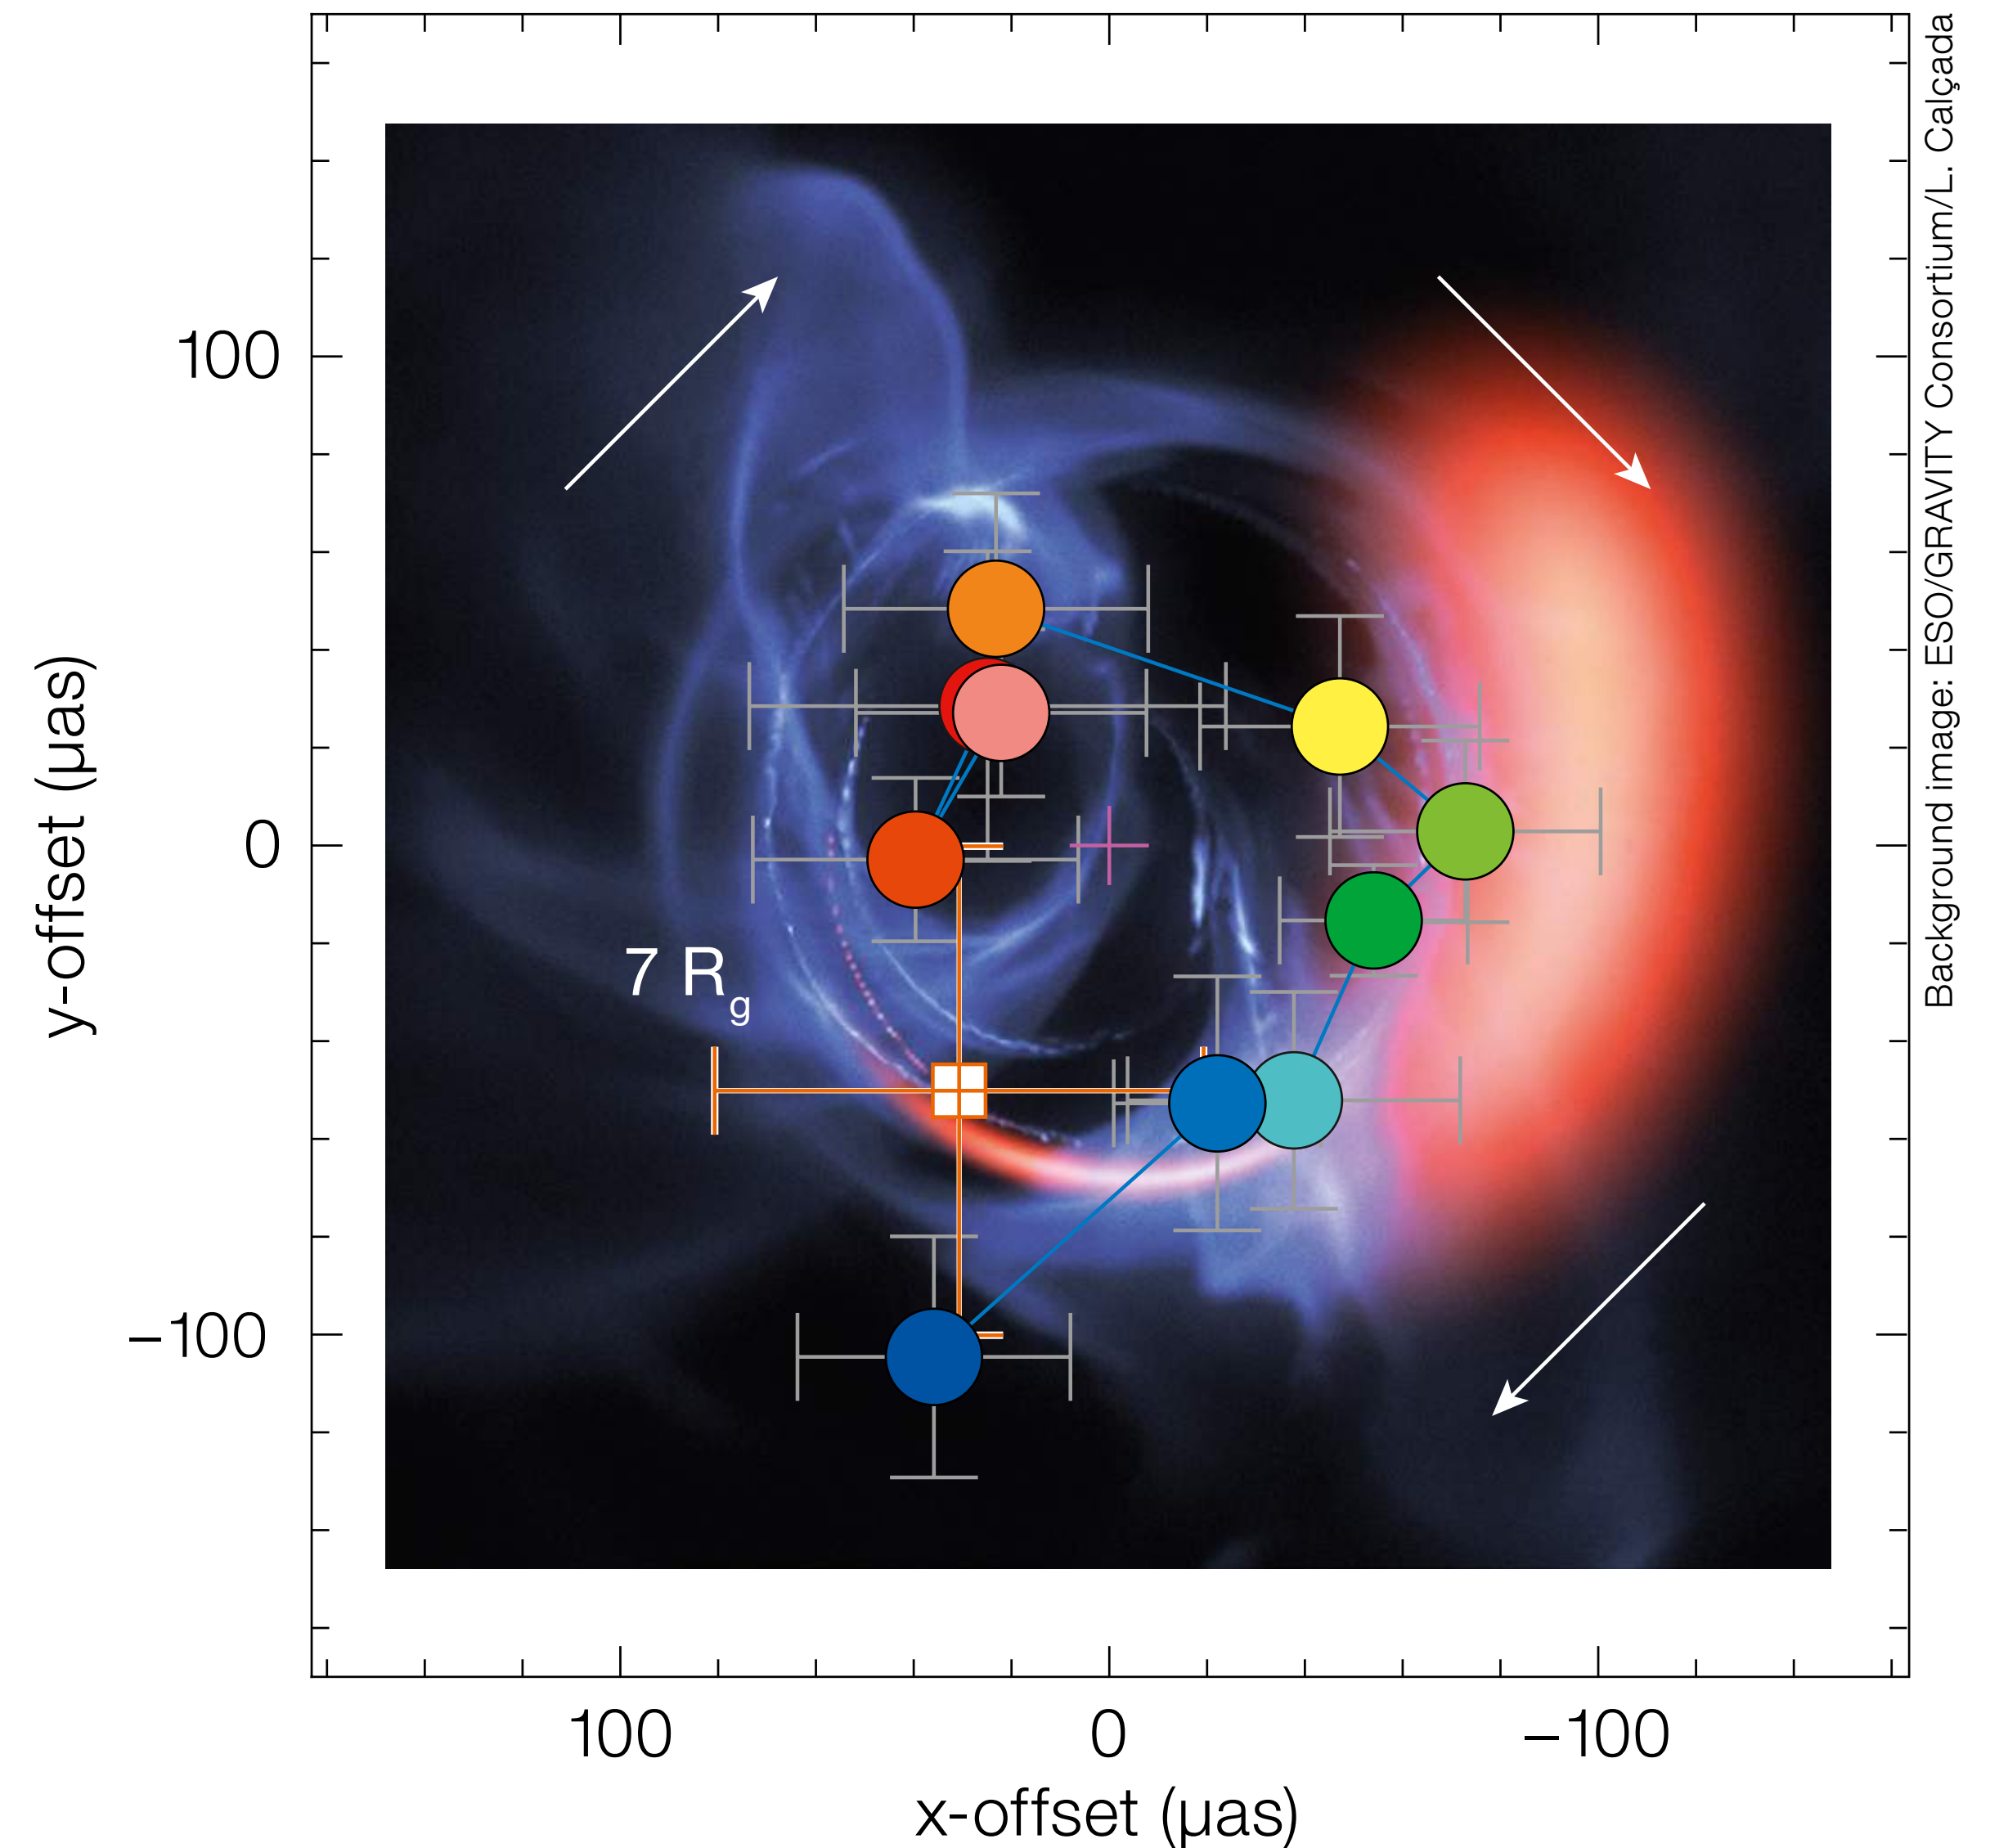 100
0
−100
y-offset (µas)
7 Rg
100
0
−100
x-offset (µas)
Background image: ESO/GRAVITY Consortium/L. Calçada